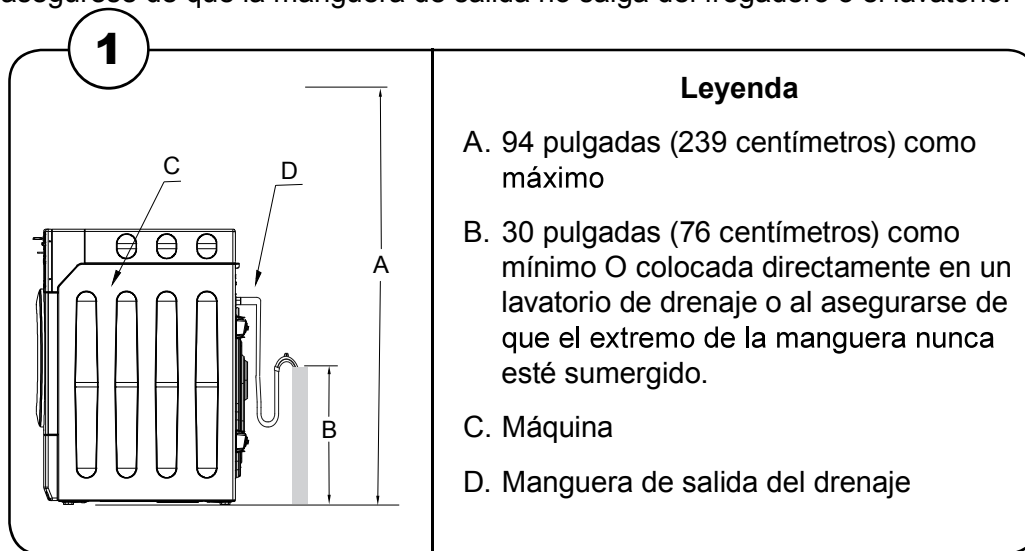 asegúrese de que la manguera de salida no salga del fregadero o el lavatorio.
1
C
D
A
B
Leyenda
A. 94 pulgadas (239 centímetros) como
máximo
B. 30 pulgadas (76 centímetros) como
mínimo O colocada directamente en un
lavatorio de drenaje o al asegurarse de
que el extremo de la manguera nunca
esté sumergido.
C. Máquina
D. Manguera de salida del drenaje